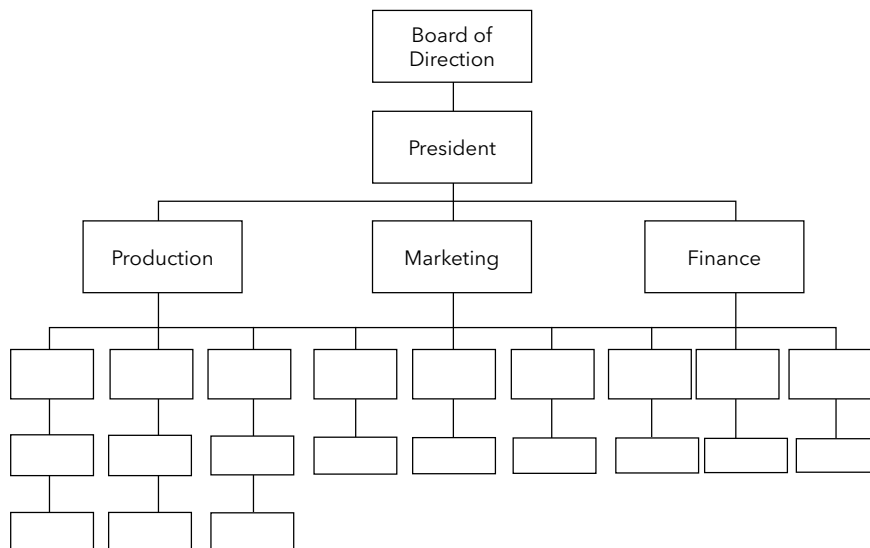 Board of
Direction
President
Production
Marketing
Finance